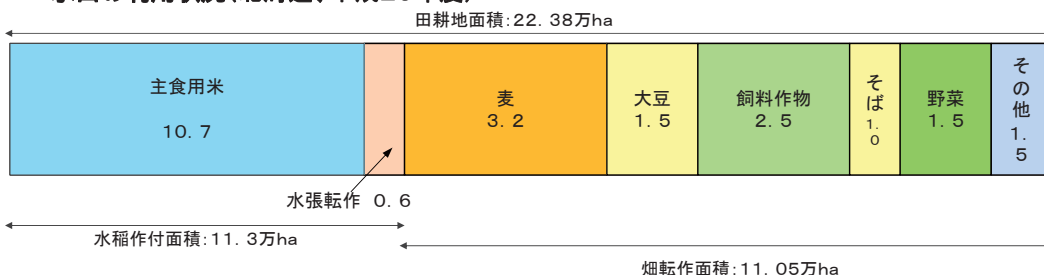 田耕地面積:22.38万ha
主食用米
10.7
麦
3.2
大豆
1.5
飼料作物
2.5
そば1.0
野菜
1.5
その他1.5
水張転作 0.6
水稲作付面積:11.3万ha
畑転作面積:11.05万ha